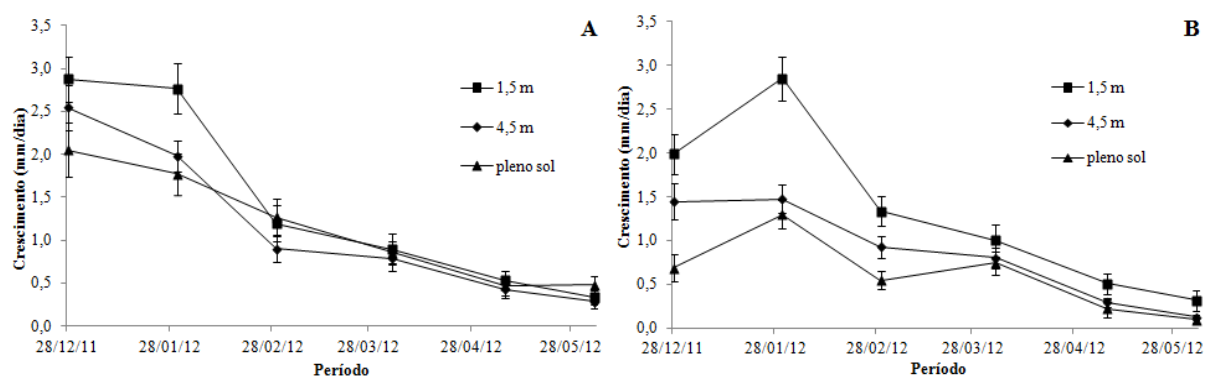 A
3,5
3,0
2,5
2,0
1,5
1,0
0,5
0,0
Crescimento (mm/dia)
1,5 m
4,5 m
pleno sol
28/12/11 28/01/12 28/02/12 28/03/12 28/04/12 28/05/12
Período
B
3,5
3,0
2,5
2,0
1,5
1,0
0,5
0,0
Crescimento (mm/dia)
1,5 m
4,5 m
pleno sol
28/12/11 28/01/12 28/02/12 28/03/12 28/04/12 28/05/12
Período